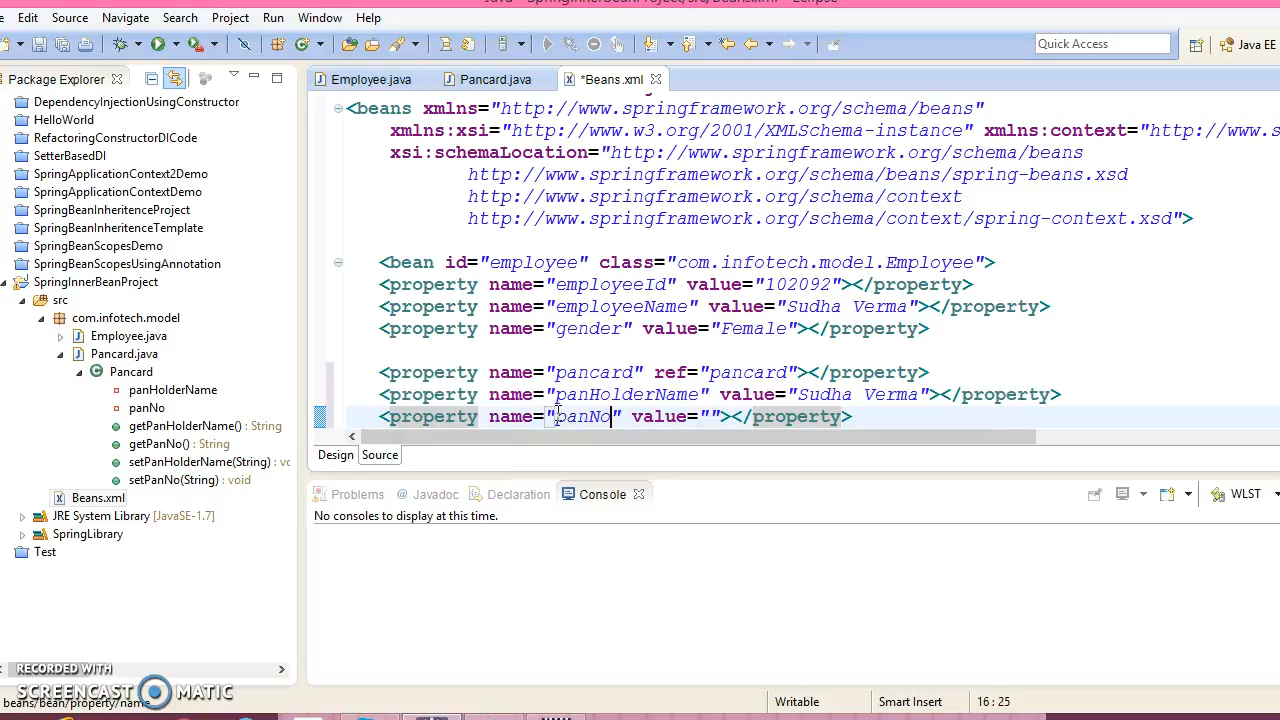 Java - SpringInnerBeanProject/src/Beans.xml - Eclipse
Edit Source Navigate Search Project Run Window Help
Quick Access
Java EE
Package Explorer
Employee.java
Pancard.java
*Beans.xml
DependencyInjectionUsingConstructor
HelloWorld
RefactoringConstructorDICode
SetterBasedDI
SpringApplicationContext2Demo
SpringApplicationContextDemo
SpringBeanInheritenceProject
SpringBeanInheritenceTemplate
SpringBeanScopesDemo
SpringBeanScopesUsingAnnotation
SpringInnerBeanProject
src
com.infotech.model
Employee.java
Pancard.java
Pancard
panHolderName
panNo
getPanHolderName() : String
getPanNo() : String
setPanHolderName(String) : vo
setPanNo(String) : void
Beans.xml
JRE System Library [JavaSE-1.7]
SpringLibrary
Test
<beans xmlns="http://www.springframework.org/schema/beans"
xmlns:xsi="http://www.w3.org/2001/XMLSchema-instance" xmlns:context="http://www.s
xsi:schemaLocation="http://www.springframework.org/schema/beans
http://www.springframework.org/schema/beans/spring-beans.xsd
http://www.springframework.org/schema/context
http://www.springframework.org/schema/context/spring-context.xsd">
<bean id="employee" class="com.infotech.model.Employee">
<property name="employeeId" value="102092"></property>
<property name="employeeName" value="Sudha Verma"></property>
<property name="gender" value="Female"></property>
<property name="pancard" ref="pancard"></property>
<property name="panHolderName" value="Sudha Verma"></property>
<property name="panNo" value=""></property>
Design Source
Problems @ Javadoc Declaration Console
WLST
No consoles to display at this time.
RECORDED WITH
SCREENCAST MATIC
beans/bean/property/name
Writable
Smart Insert
16 : 25